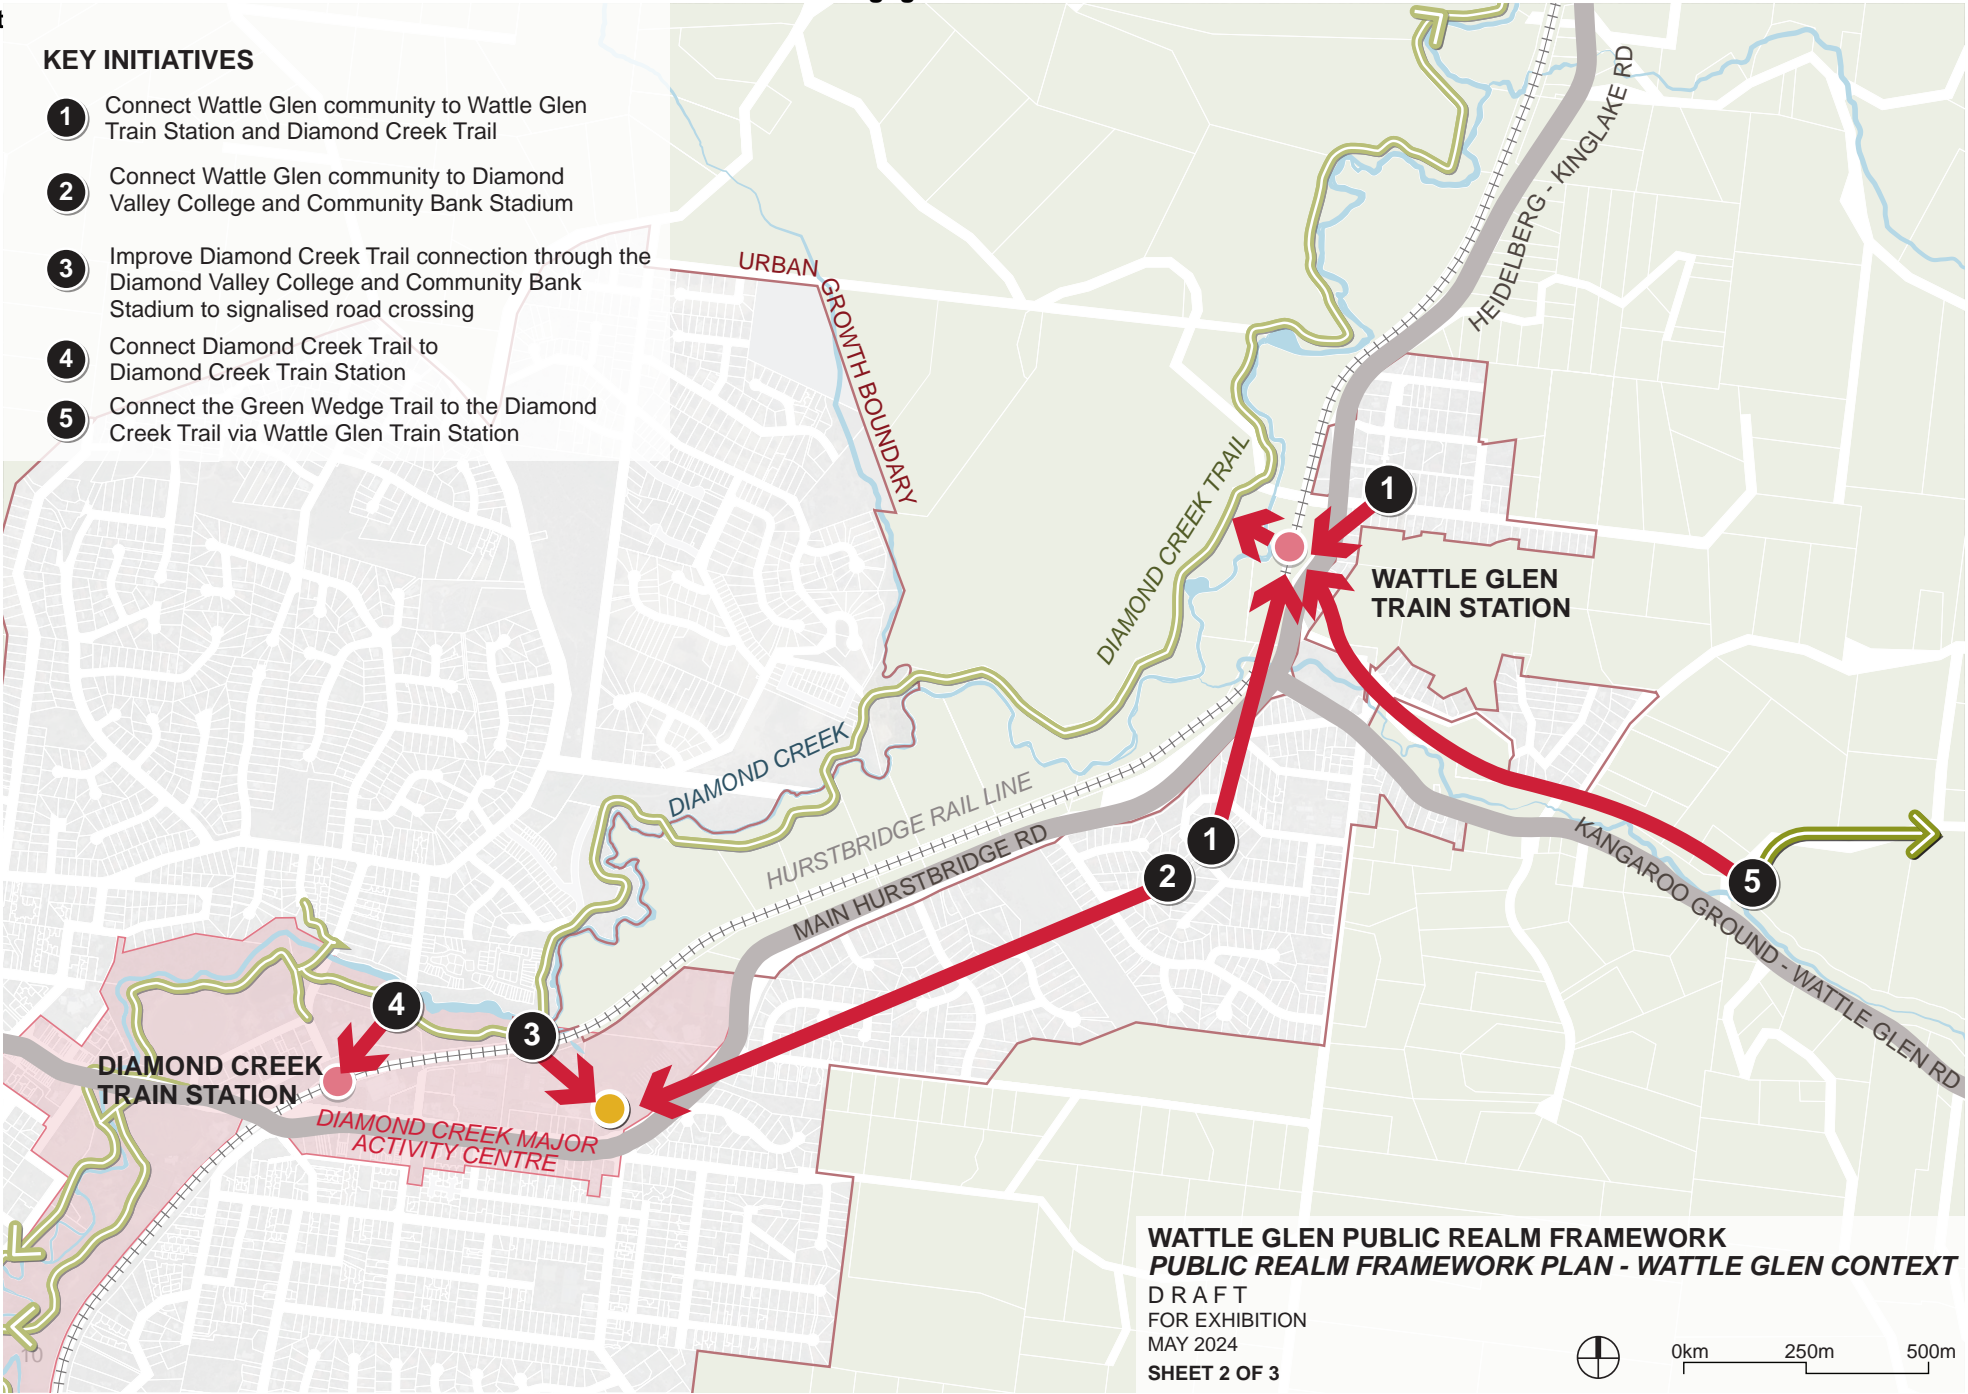 KEY INITIATIVES
1 Connect Wattle Glen community to Wattle Glen
Train Station and Diamond Creek Trail
2 Connect Wattle Glen community to Diamond
Valley College and Community Bank Stadium
3 Improve Diamond Creek Trail connection through the
Diamond Valley College and Community Bank
Stadium to signalised road crossing
4 Connect Diamond Creek Trail to
Diamond Creek Train Station
5 Connect the Green Wedge Trail to the Diamond
Creek Trail via Wattle Glen Train Station
HEIDELBERG - KINGLAKE RD
URBAN GROWTH BOUNDARY
DIAMOND CREEK TRAIL
1
WATTLE GLEN
TRAIN STATION
DIAMOND CREEK
HURSTBRIDGE RAIL LINE
MAIN HURSTBRIDGE RD
1
2
5
KANGAROO GROUND - WATTLE GLEN RD
4
3
DIAMOND CREEK
TRAIN STATION
DIAMOND CREEK MAJOR
ACTIVITY CENTRE
WATTLE GLEN PUBLIC REALM FRAMEWORK
PUBLIC REALM FRAMEWORK PLAN - WATTLE GLEN CONTEXT
DRAFT
FOR EXHIBITION
MAY 2024
SHEET 2 OF 3
0km 250m 500m
10